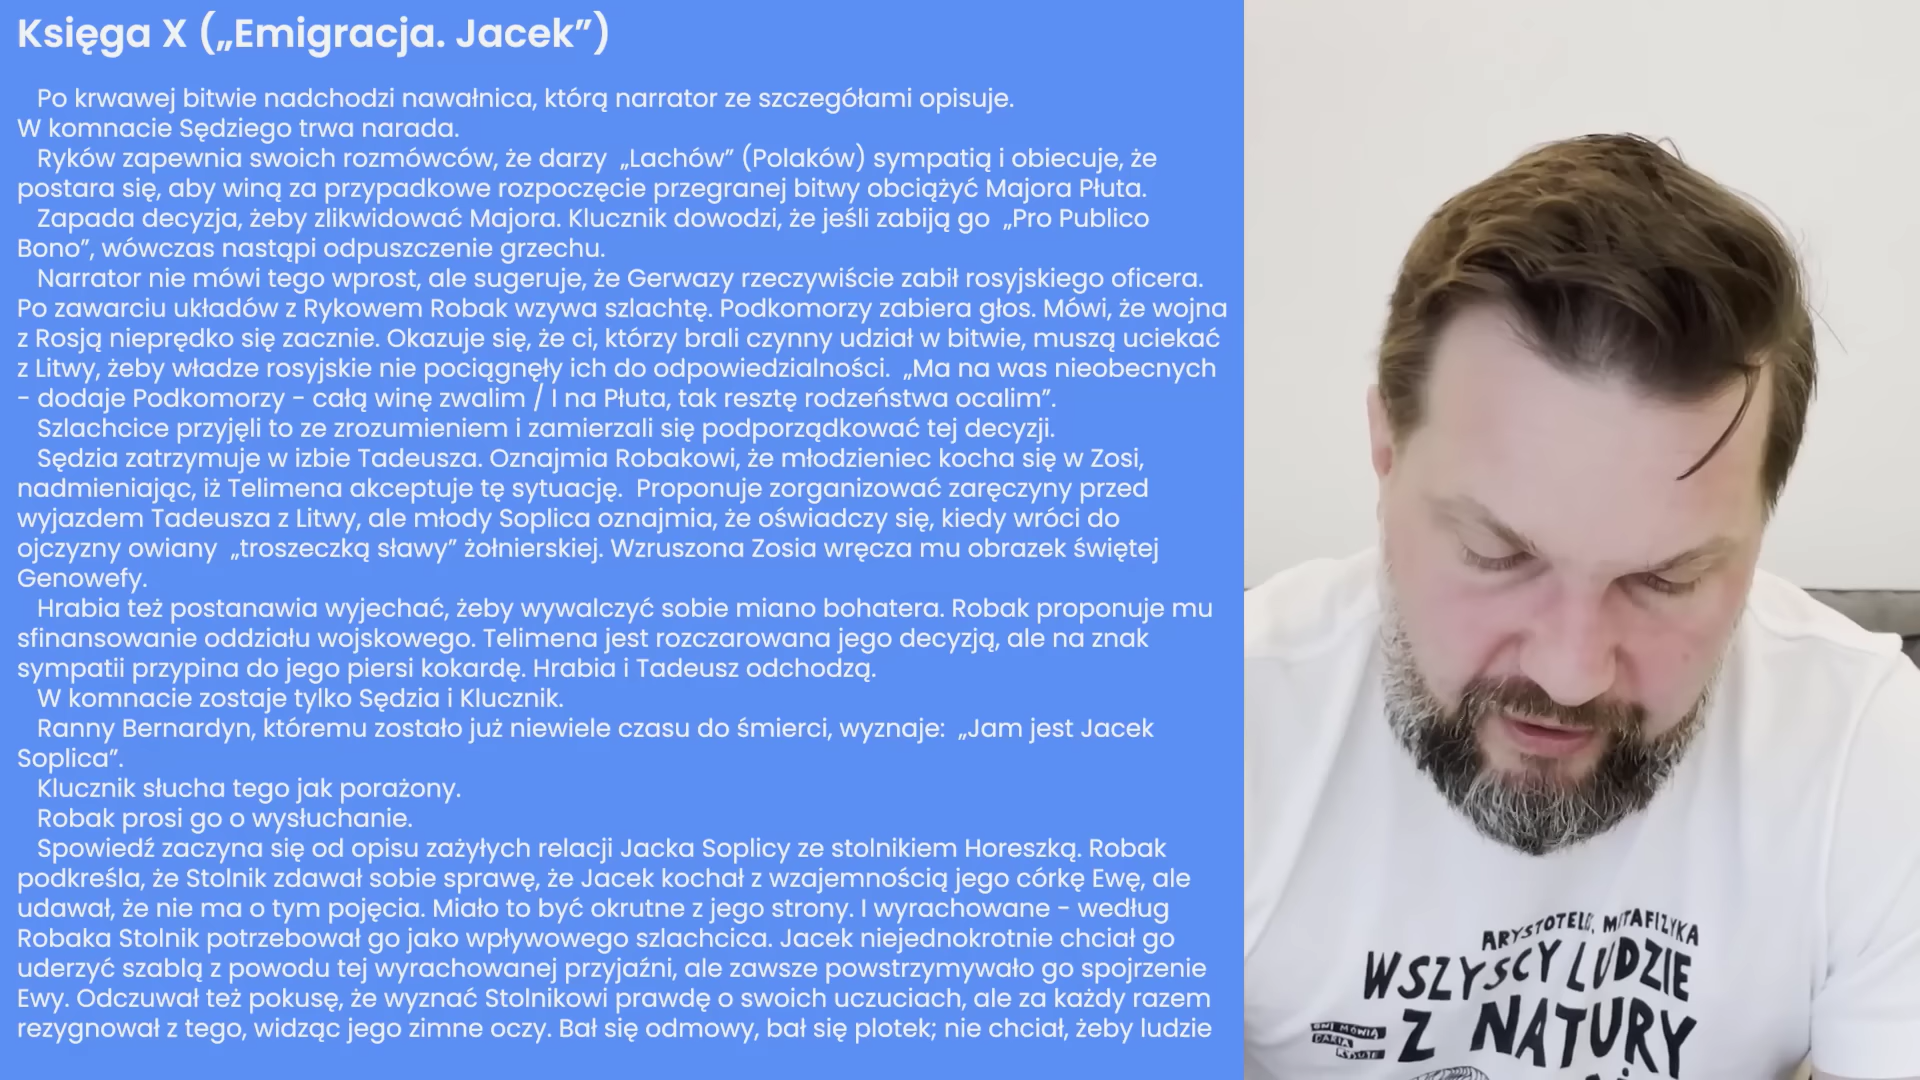 Księga X („Emigracja. Jacek”)
Po krwawej bitwie nadchodzi nawałnica, którą narrator ze szczegółami opisuje.
W komnacie Sędziego trwa narada.
Ryków zapewnia swoich rozmówców, że darzy „Lachów” (Polaków) sympatią i obiecuje, że
postara się, aby winą za przypadkowe rozpoczęcie przegranej bitwy obciążyć Majora Płuta.
Zapada decyzja, żeby zlikwidować Majora. Klucznik dowodzi, że jeśli zabiją go „Pro Publico
Bono”, wówczas nastąpi odpuszczenie grzechu.
Narrator nie mówi tego wprost, ale sugeruje, że Gerwazy rzeczywiście zabił rosyjskiego oficera.
Po zawarciu układów z Rykowem Robak wzywa szlachtę. Podkomorzy zabiera głos. Mówi, że wojna
z Rosją nieprędko się zacznie. Okazuje się, że ci, którzy brali czynny udział w bitwie, muszą uciekać
z Litwy, żeby władze rosyjskie nie pociągnęły ich do odpowiedzialności. „Ma na was nieobecnych
- dodaje Podkomorzy - całą winę zwalim / I na Płuta, tak resztę rodzeństwa ocalim”.
Szlachcice przyjęli to ze zrozumieniem i zamierzali się podporządkować tej decyzji.
Sędzia zatrzymuje w izbie Tadeusza. Oznajmia Robakowi, że młodzieniec kocha się w Zosi,
nadmieniając, iż Telimena akceptuje tę sytuację. Proponuje zorganizować zaręczyny przed
wyjazdem Tadeusza z Litwy, ale młody Soplica oznajmia, że oświadczy się, kiedy wróci do
ojczyzny owiany „troszeczką sławy” żołnierskiej. Wzruszona Zosia wręcza mu obrazek świętej
Genowefy.
Hrabia też postanawia wyjechać, żeby wywalczyć sobie miano bohatera. Robak proponuje mu
sfinansowanie oddziału wojskowego. Telimena jest rozczarowana jego decyzją, ale na znak
sympatii przypina do jego piersi kokardę. Hrabia i Tadeusz odchodzą.
W komnacie zostaje tylko Sędzia i Klucznik.
Ranny Bernardyn, któremu zostało już niewiele czasu do śmierci, wyznaje: „Jam jest Jacek
Soplica”.
Klucznik słucha tego jak porażony.
Robak prosi go o wysłuchanie.
Spowiedź zaczyna się od opisu zażyłych relacji Jacka Soplicy ze stolnikiem Horeszką. Robak
podkreśla, że Stolnik zdawał sobie sprawę, że Jacek kochał z wzajemnością jego córkę Ewę, ale
udawał, że nie ma o tym pojęcia. Miało to być okrutne z jego strony. I wyrachowane - według
Robaka Stolnik potrzebował go jako wpływowego szlachcica. Jacek niejednokrotnie chciał go
uderzyć szablą z powodu tej wyrachowanej przyjaźni, ale zawsze powstrzymywało go spojrzenie
Ewy. Odczuwał też pokusę, że wyznać Stolnikowi prawdę o swoich uczuciach, ale za każdy razem
rezygnował z tego, widząc jego zimne oczy. Bał się odmowy, bał się plotek; nie chciał, żeby ludzie
WSZYSCY LUDZIE
Z NATURY